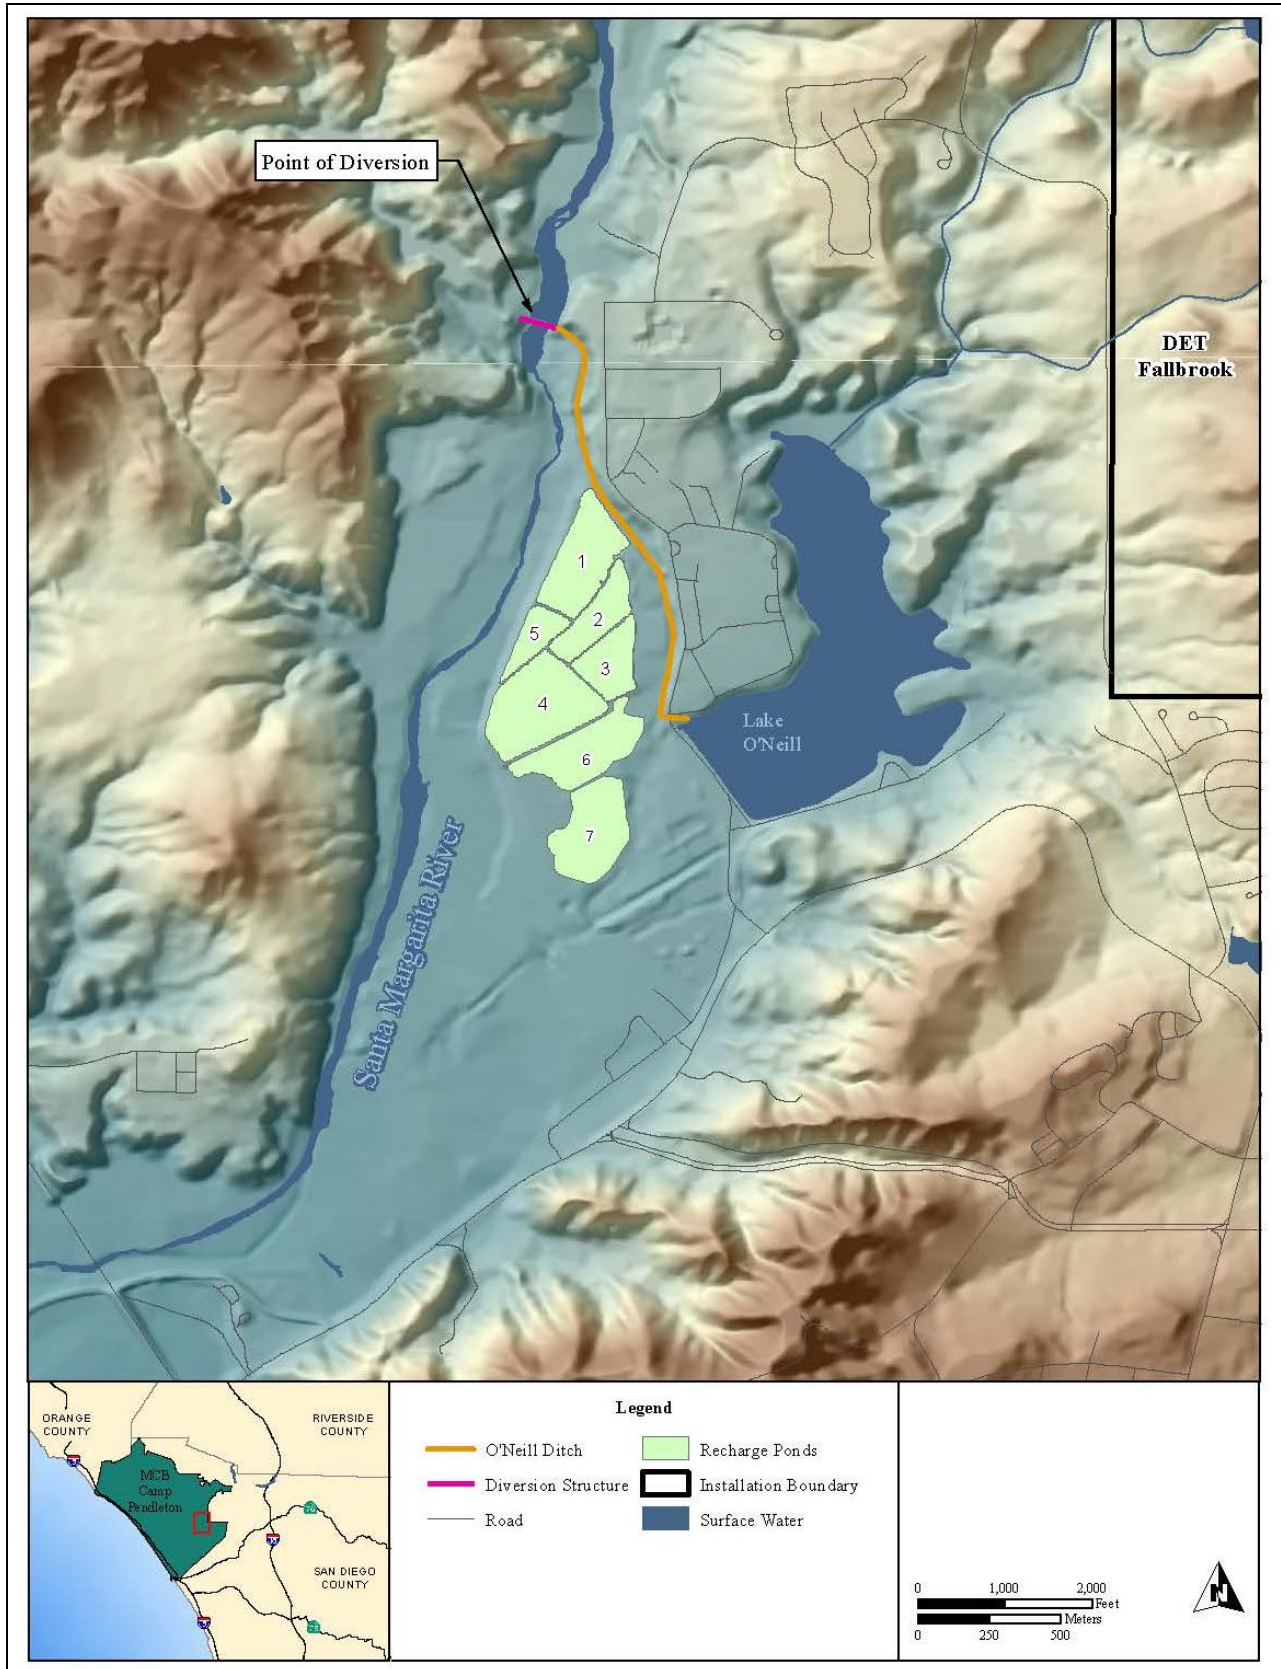 Point of Diversion
DET
Fallbrook
1
2
5
3
4
6
7
Lake
O'Neill
Santa Margarita River
ORANGE
COUNTY
RIVERSIDE
COUNTY
MCB
Camp
Pendleton
SAN DIEGO
COUNTY
Legend
O'Neill Ditch
Diversion Structure
Road
Recharge Ponds
Installation Boundary
Surface Water
0 1,000 2,000
Feet
Meters
0 250 500
N